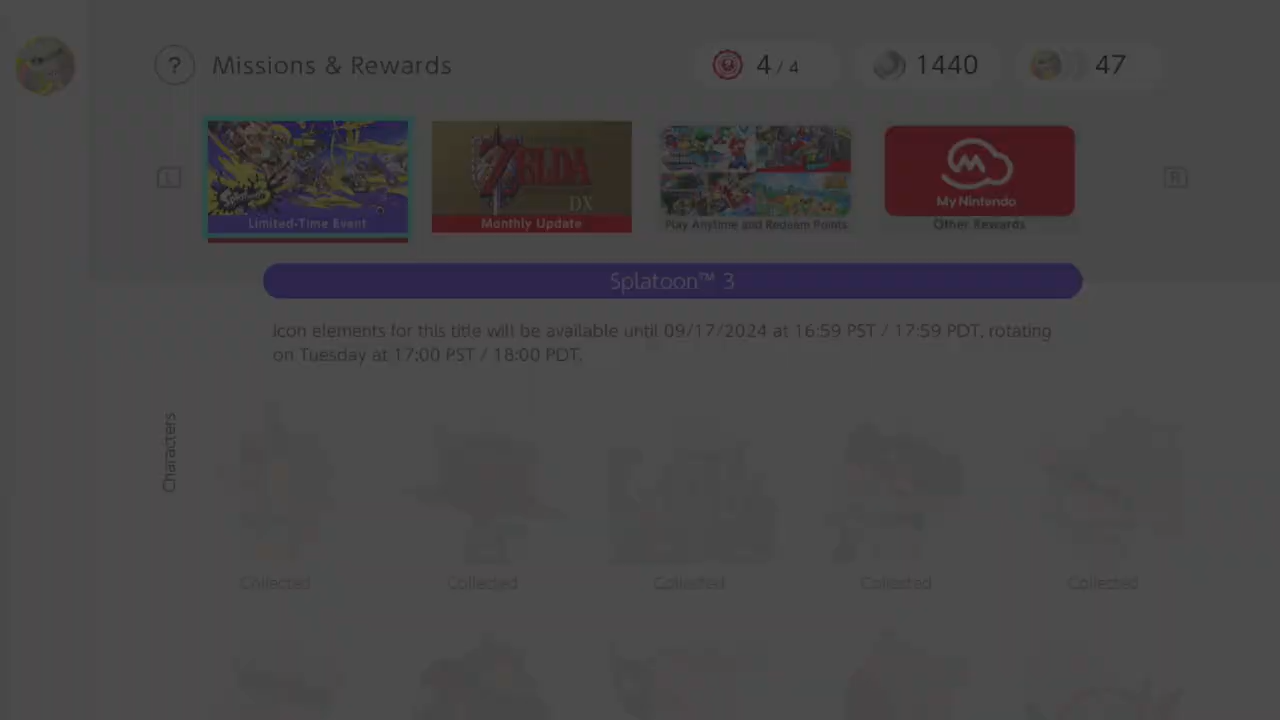 ? Missions & Rewards 4 / 4 1440 47
L R
Splatoon
ZELDA
DX
My Nintendo
Limited-Time Event Monthly Update Play Anytime and Redeem Points Other Rewards
Splatoon™ 3
Icon elements for this title will be available until 09/17/2024 at 16:59 PST / 17:59 PDT, rotating
on Tuesday at 17:00 PST / 18:00 PDT.
Characters
Collected Collected Collected Collected Collected